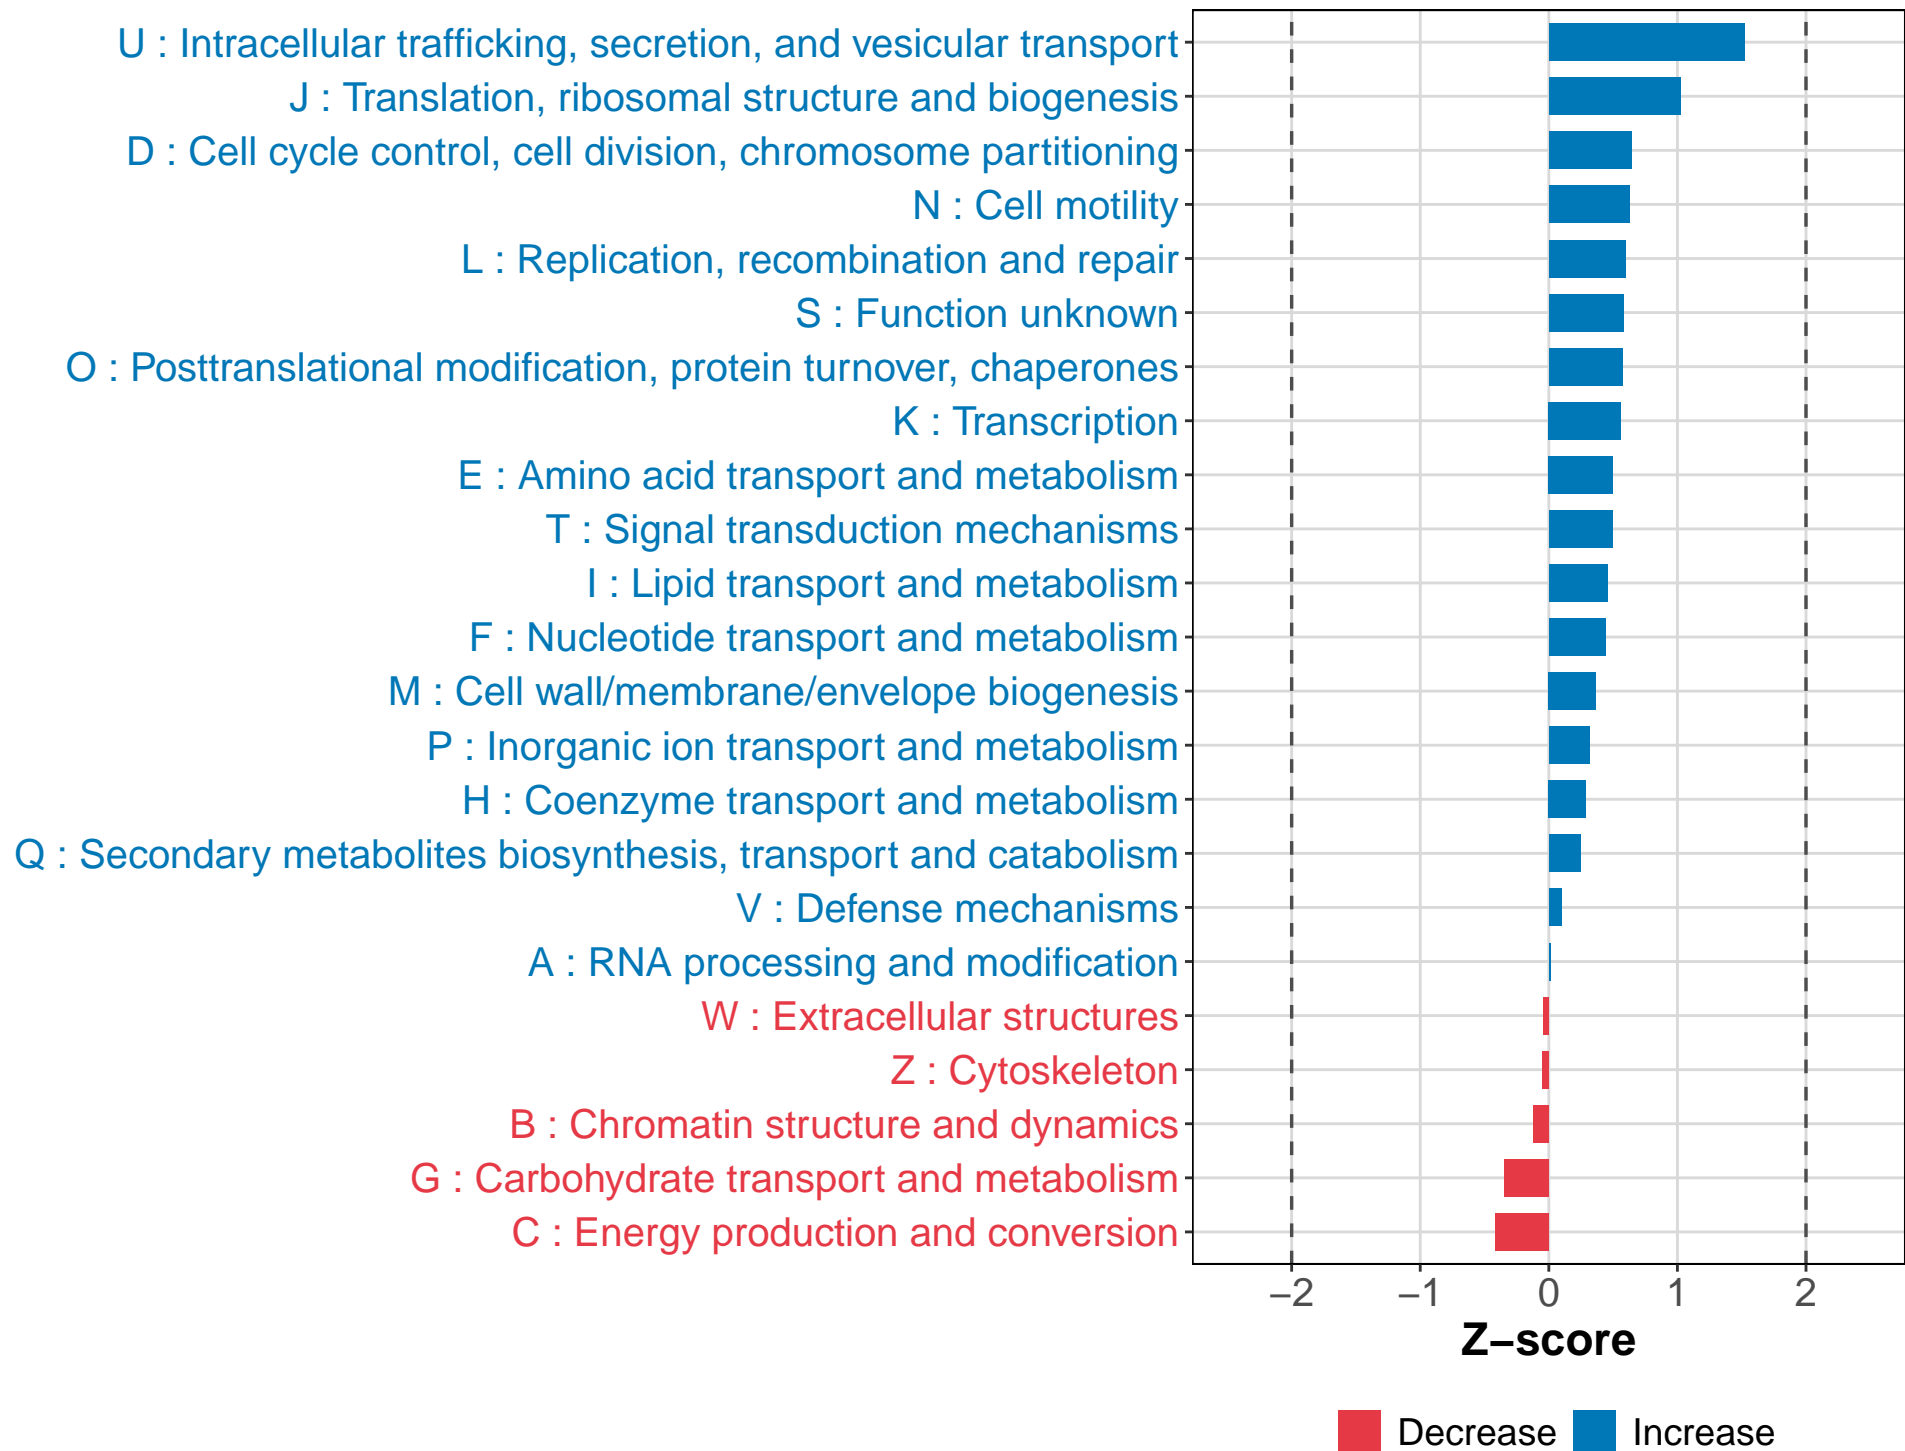 U : Intracellular trafficking, secretion, and vesicular transport
J : Translation, ribosomal structure and biogenesis
D : Cell cycle control, cell division, chromosome partitioning
N : Cell motility
L : Replication, recombination and repair
S : Function unknown
O : Posttranslational modification, protein turnover, chaperones
K : Transcription
E : Amino acid transport and metabolism
T : Signal transduction mechanisms
I : Lipid transport and metabolism
F : Nucleotide transport and metabolism
M : Cell wall/membrane/envelope biogenesis
P : Inorganic ion transport and metabolism
H : Coenzyme transport and metabolism
Q : Secondary metabolites biosynthesis, transport and catabolism
V : Defense mechanisms
A : RNA processing and modification
W : Extracellular structures
Z : Cytoskeleton
B : Chromatin structure and dynamics
G : Carbohydrate transport and metabolism
C : Energy production and conversion
−2 −1 0 1 2
Z−score
Decrease Increase